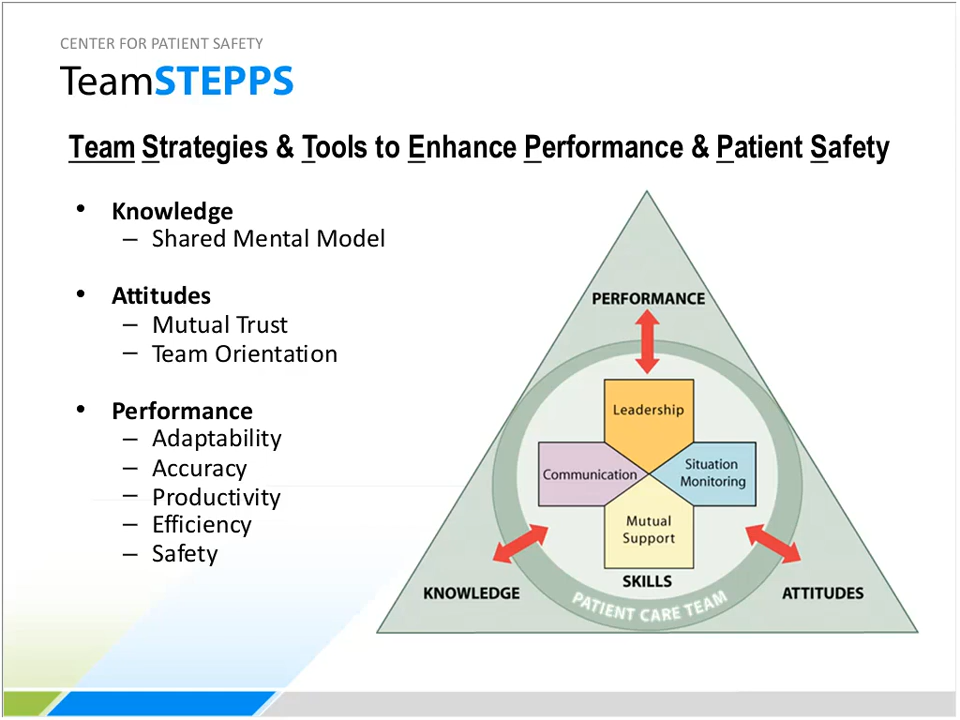 CENTER FOR PATIENT SAFETY
TeamSTEPPS
Team Strategies & Tools to Enhance Performance & Patient Safety
• Knowledge
– Shared Mental Model
• Attitudes
– Mutual Trust
– Team Orientation
• Performance
– Adaptability
– Accuracy
– Productivity
– Efficiency
– Safety
PERFORMANCE
Leadership
Communication
Situation
Monitoring
Mutual
Support
SKILLS
KNOWLEDGE
ATTITUDES
PATIENT CARE TEAM